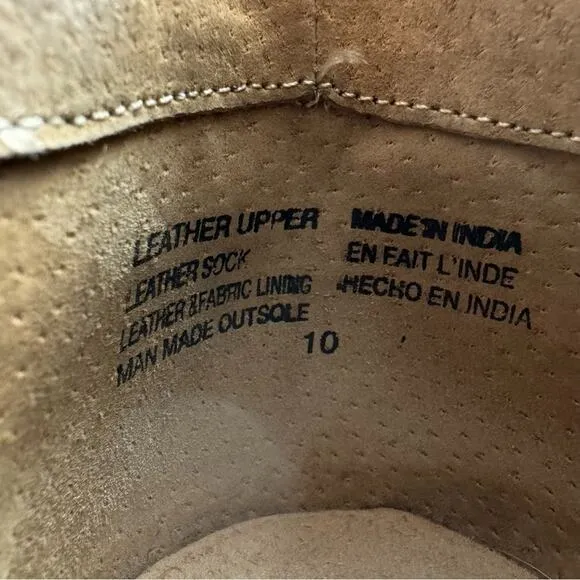 LEATHER UPPER
LEATHER SOCK
LEATHER & FABRIC LINING
MAN MADE OUTSOLE
10
MADE IN INDIA
EN FAIT L'INDE
HECHO EN INDIA